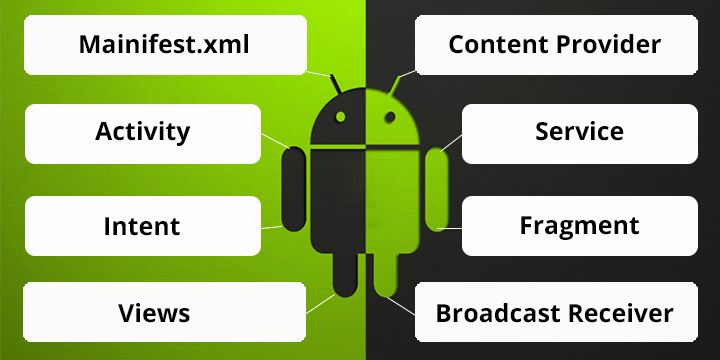 Mainifest.xml
Content Provider
Activity
Service
Intent
Fragment
Views
Broadcast Receiver